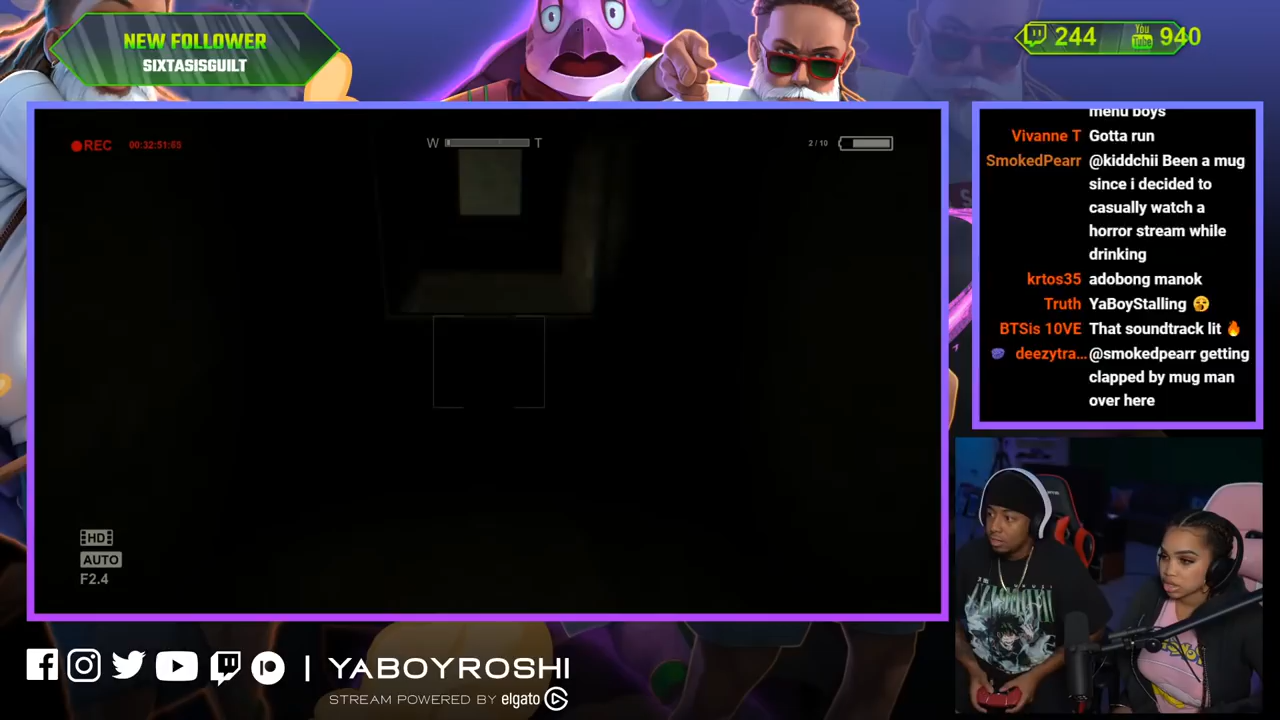 NEW FOLLOWER
SIXTASISGUILT
244
You
Tube
940
REC
00:32:51:65
W
T
2 / 10
menu boys
Vivanne T Gotta run
SmokedPearr @kiddchii Been a mug
since i decided to
casually watch a
horror stream while
drinking
krtos35 adobong manok
Truth YaBoyStalling 🥱
BTSis 10VE That soundtrack lit 🔥
deezytra... @smokedpearr getting
clapped by mug man
over here
HD
AUTO
F2.4
| YABOYROSHI
STREAM POWERED BY elgato